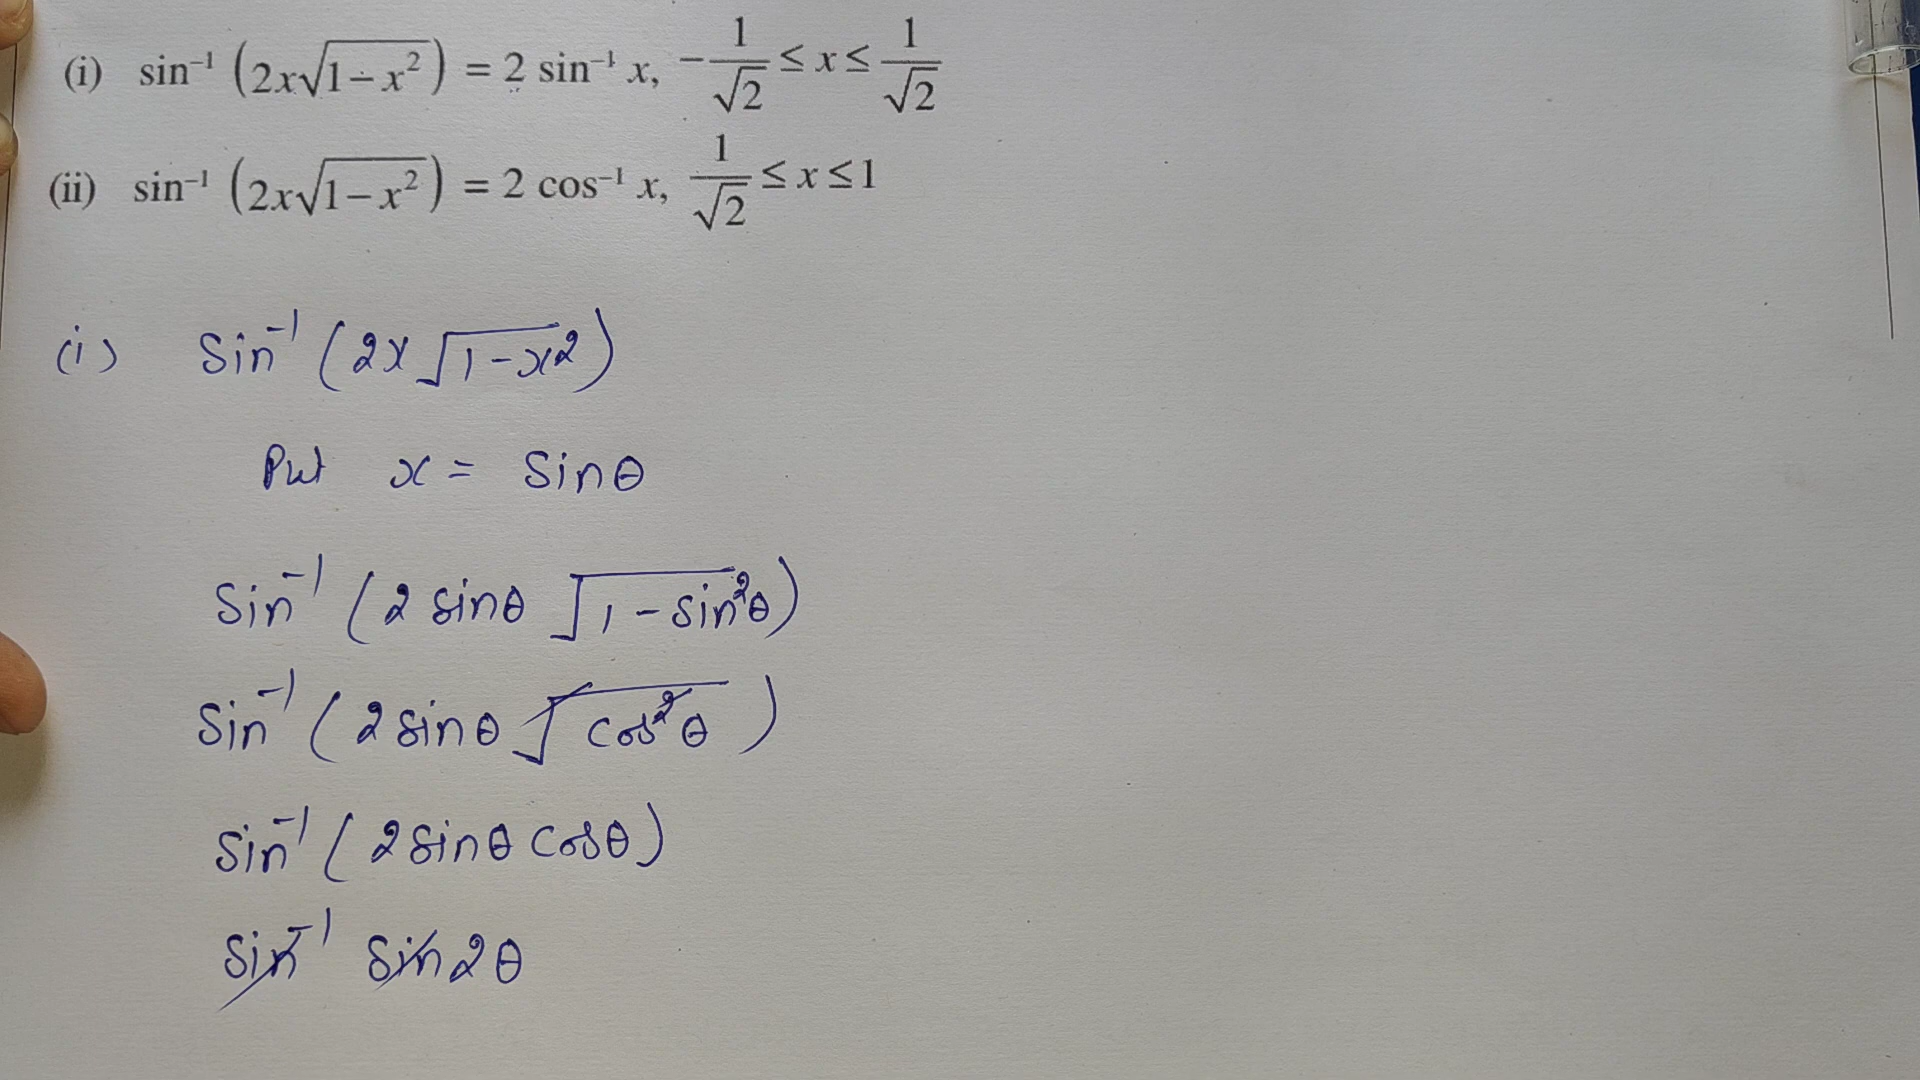 (i) sin⁻¹ (2x√(1−x²)) = 2 sin⁻¹ x, −1/√2 ≤ x ≤ 1/√2
(ii) sin⁻¹ (2x√(1−x²)) = 2 cos⁻¹ x, 1/√2 ≤ x ≤ 1
(i) Sin⁻¹ (2x √(1−x²))
Put x = Sinθ
Sin⁻¹ (2 sinθ √(1−sin²θ))
Sin⁻¹ (2 sinθ √(cos²θ))
Sin⁻¹ (2 sinθ cosθ)
Sin⁻¹ Sin 2θ